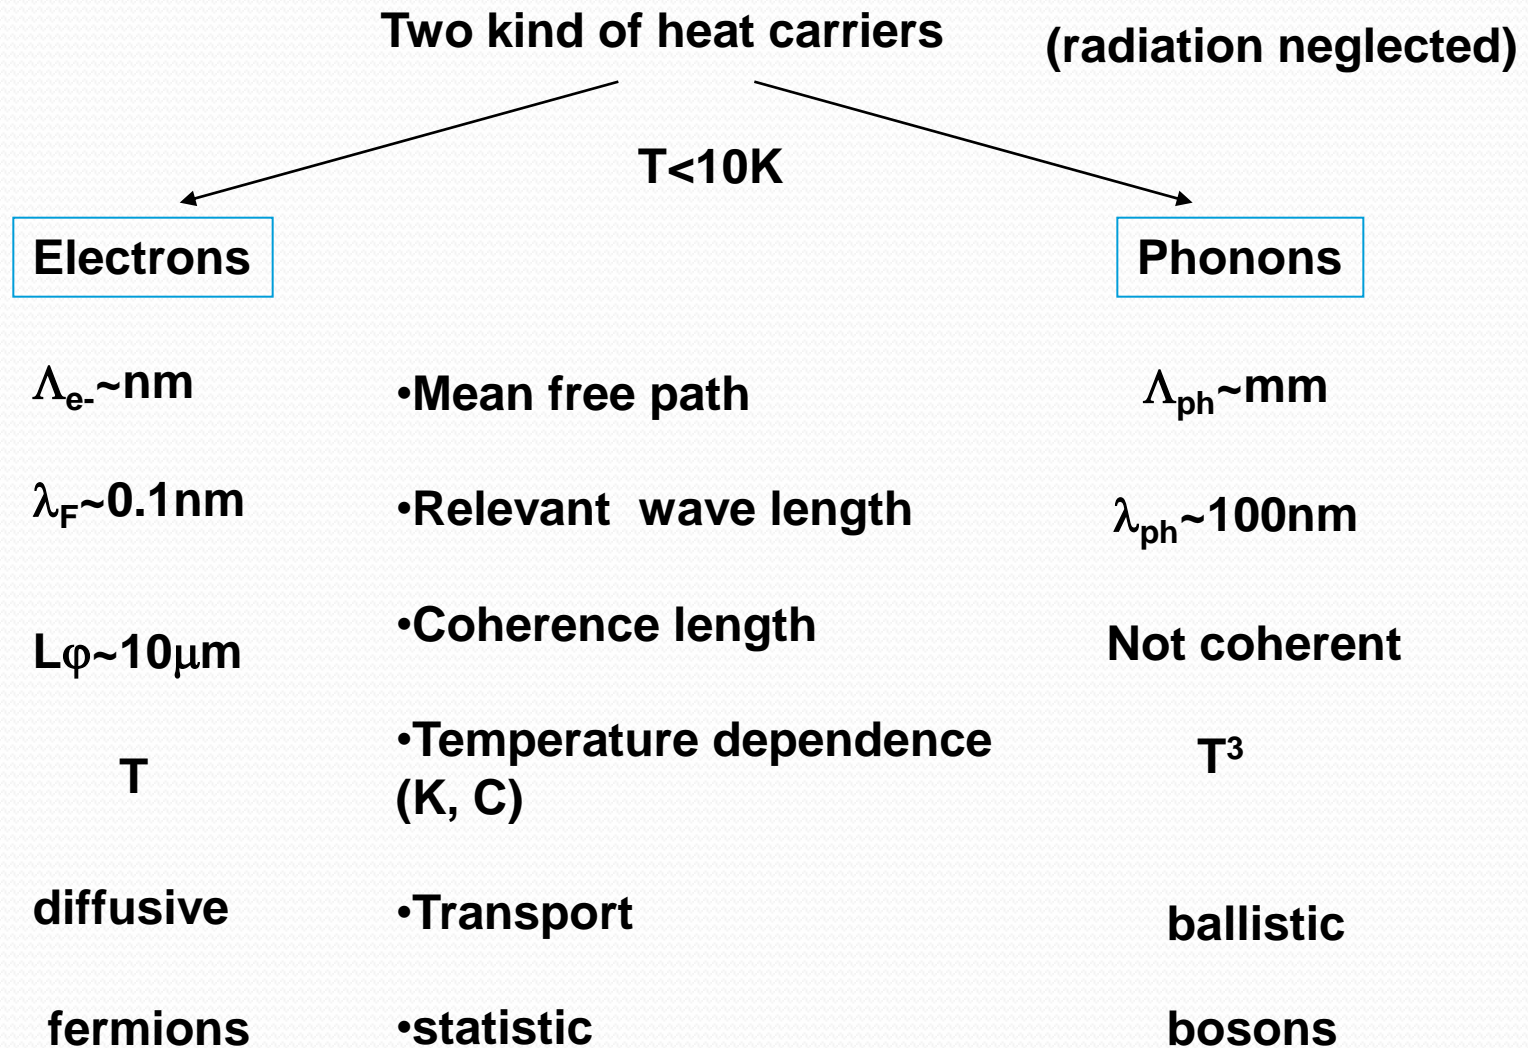 Two kind of heat carriers
(radiation neglected)
T<10K
Electrons
Phonons
Λe-~nm
•Mean free path
Λph~mm
λF~0.1nm
•Relevant wave length
λph~100nm
Lφ~10μm
•Coherence length
Not coherent
T
•Temperature dependence
(K, C)
T³
diffusive
•Transport
ballistic
fermions
•statistic
bosons